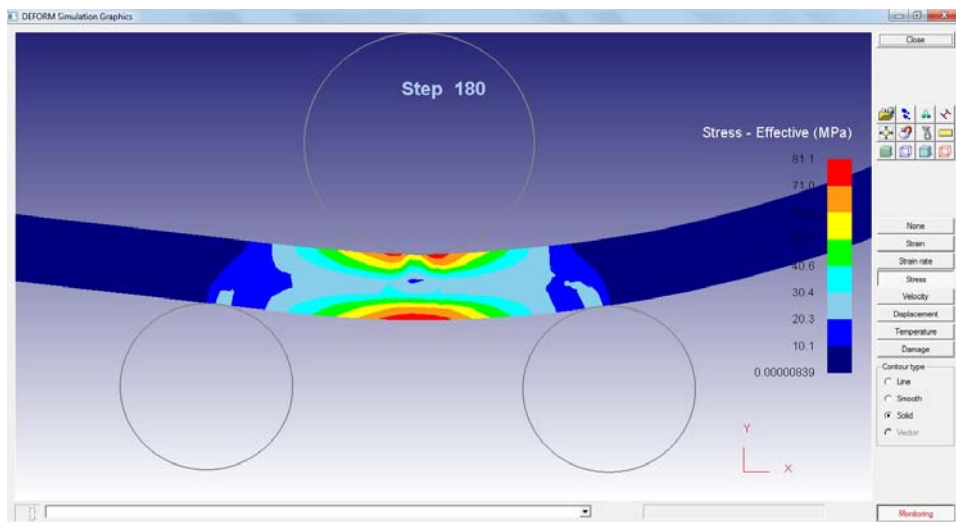 DEFORM Simulation Graphics
Close
Step 180
Stress - Effective (MPa)
81.1
71.0
40.6
30.4
20.3
10.1
0.00000839
None
Strain
Strain rate
Stress
Velocity
Displacement
Temperature
Damage
Contour type
Line
Smooth
Solid
Vector
Y
X
Monitoring